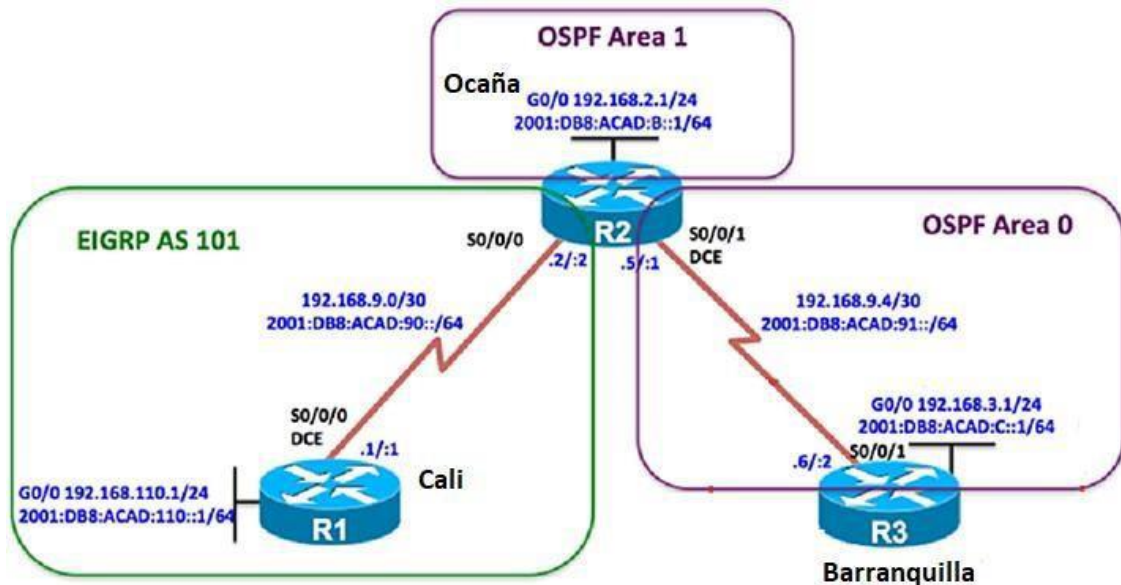 OSPF Area 1
Ocaña
G0/0 192.168.2.1/24
2001:DB8:ACAD:B::1/64
R2
EIGRP AS 101
S0/0/0
.2/:2
.5/:1
S0/0/1
DCE
OSPF Area 0
192.168.9.0/30
2001:DB8:ACAD:90::/64
192.168.9.4/30
2001:DB8:ACAD:91::/64
S0/0/0
DCE
.1/:1
Cali
G0/0 192.168.110.1/24
2001:DB8:ACAD:110::1/64
R1
G0/0 192.168.3.1/24
2001:DB8:ACAD:C::1/64
.6/:2
S0/0/1
R3
Barranquilla